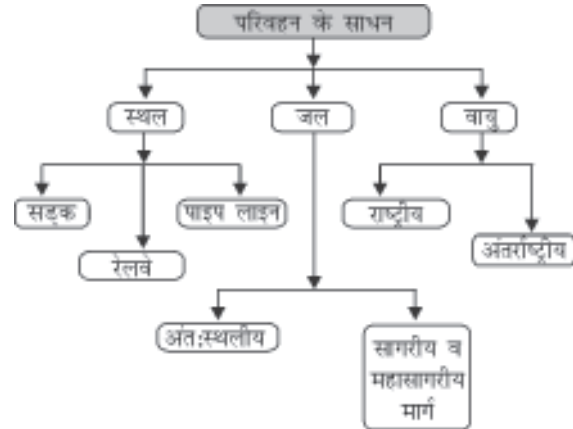 परिवहन के साधन
स्थल
जल
वायु
सड़क
पाइप लाइन
राष्ट्रीय
रेलवे
अंतर्राष्ट्रीय
अंत:स्थलीय
सागरीय व
महासागरीय
मार्ग